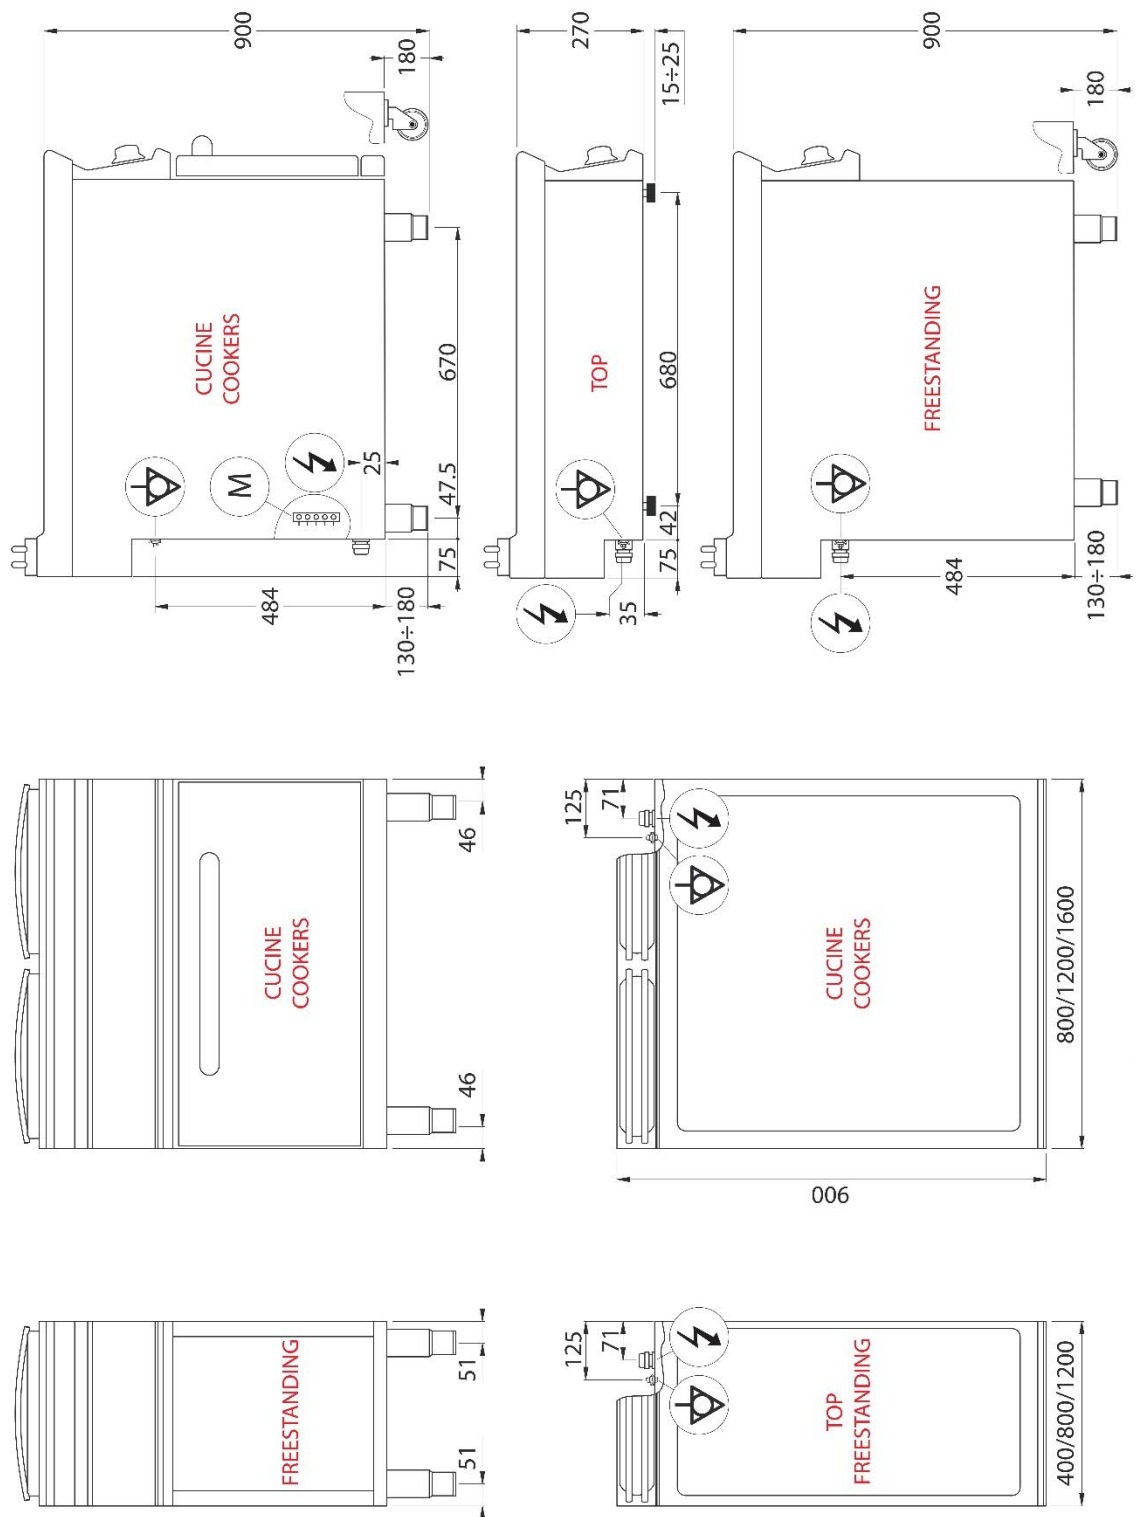 900
180
CUCINE
COOKERS
670
M
25
47.5
75
484
130÷180
270
15÷25
TOP
680
42
75
35
900
180
FREESTANDING
484
130÷180
46
CUCINE
COOKERS
46
125
71
CUCINE
COOKERS
800/1200/1600
900
51
FREESTANDING
51
125
71
TOP
FREESTANDING
400/800/1200